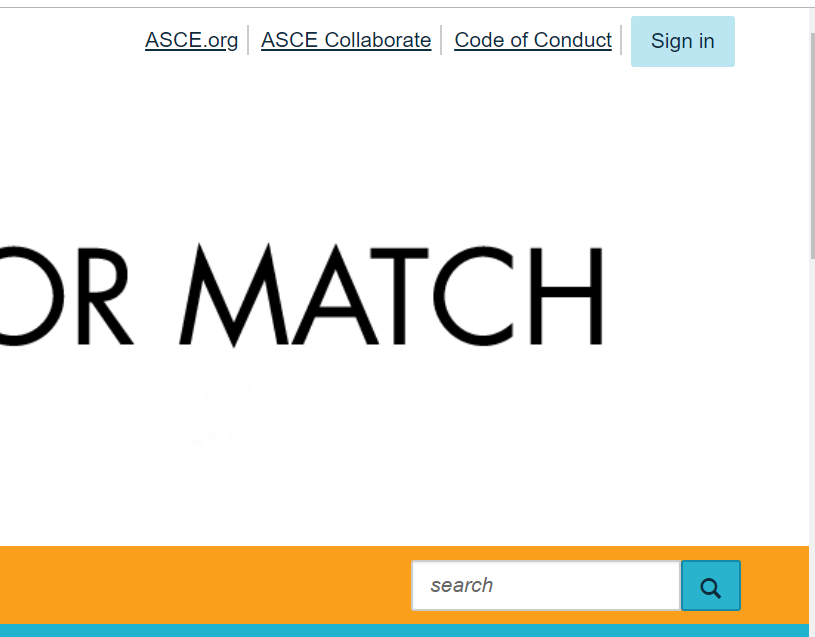 ASCE.org ASCE Collaborate Code of Conduct Sign in
OR MATCH
search